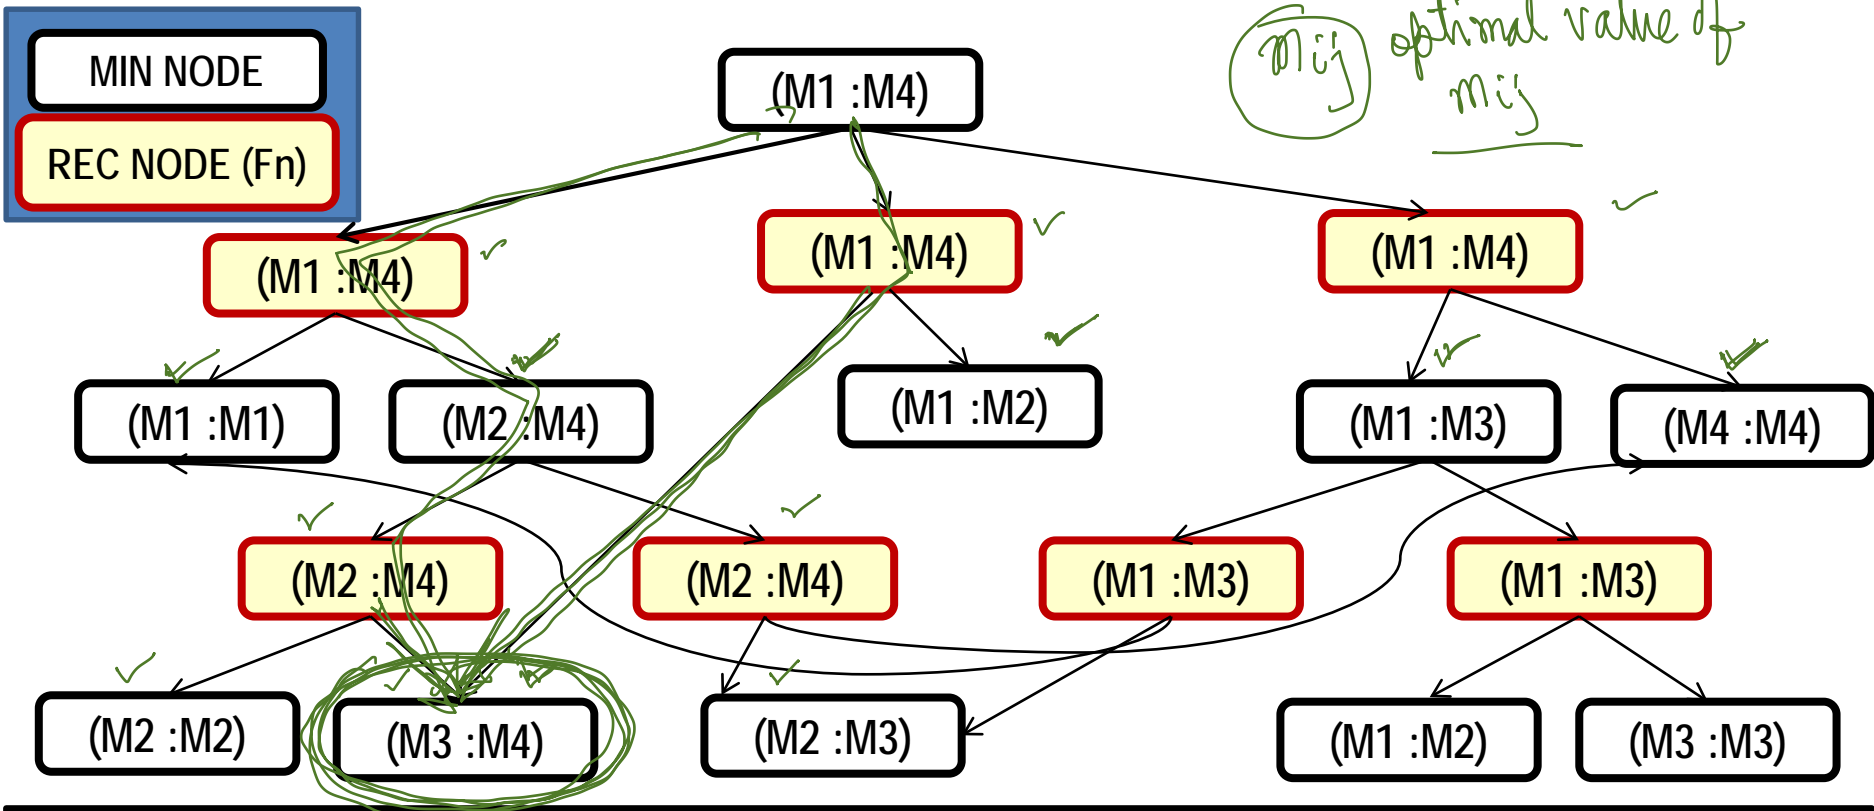 MIN NODE
REC NODE (Fn)
(M1 :M4)
Mij optimal value of
Mij
(M1 :M4)
(M1 :M4)
(M1 :M4)
(M1 :M1)
(M2 :M4)
(M1 :M2)
(M1 :M3)
(M4 :M4)
(M2 :M4)
(M2 :M4)
(M1 :M3)
(M1 :M3)
(M2 :M2)
(M3 :M4)
(M2 :M3)
(M1 :M2)
(M3 :M3)